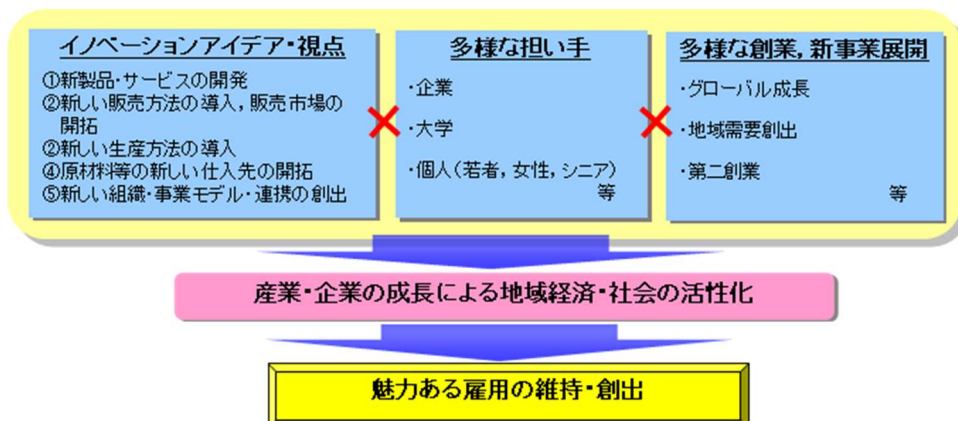 イノベーションアイデア・視点
①新製品・サービスの開発
②新しい販売方法の導入，販売市場の
開拓
②新しい生産方法の導入
④原材料等の新しい仕入先の開拓
⑤新しい組織・事業モデル・連携の創出
多様な担い手
・企業
・大学
・個人（若者，女性，シニア）
等
多様な創業，新事業展開
・グローバル成長
・地域需要創出
・第二創業
等
産業・企業の成長による地域経済・社会の活性化
魅力ある雇用の維持・創出